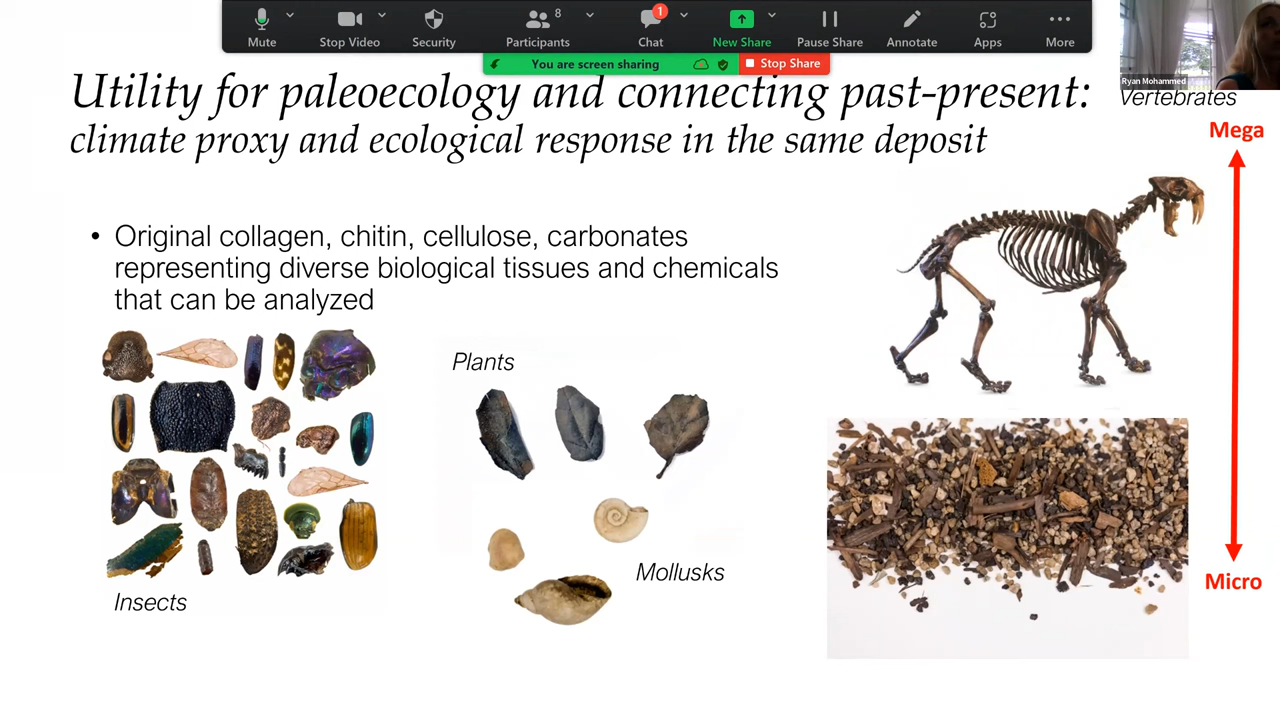 Mute
Stop Video
Security
8
Participants
1
Chat
New Share
Pause Share
Annotate
Apps
More
You are screen sharing
Stop Share
Ryan Mohammed
Utility for paleoecology and connecting past-present:
climate proxy and ecological response in the same deposit
Vertebrates
Mega
• Original collagen, chitin, cellulose, carbonates
representing diverse biological tissues and chemicals
that can be analyzed
Plants
Mollusks
Insects
Micro